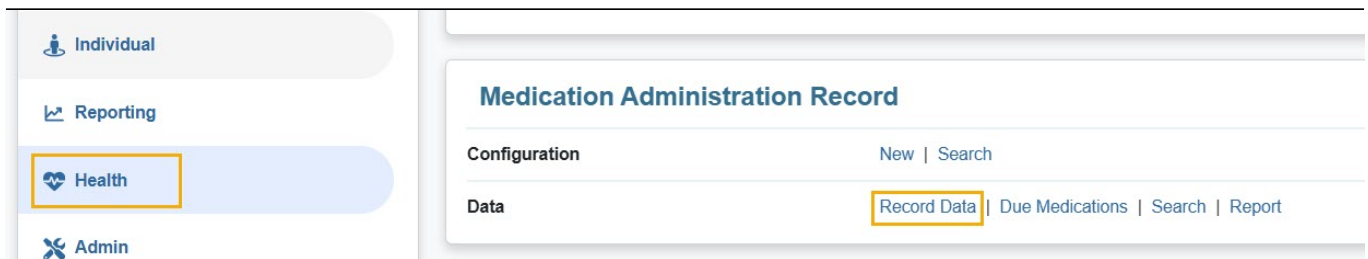 Individual
Reporting
Health
Admin
Medication Administration Record
Configuration New | Search
Data Record Data | Due Medications | Search | Report